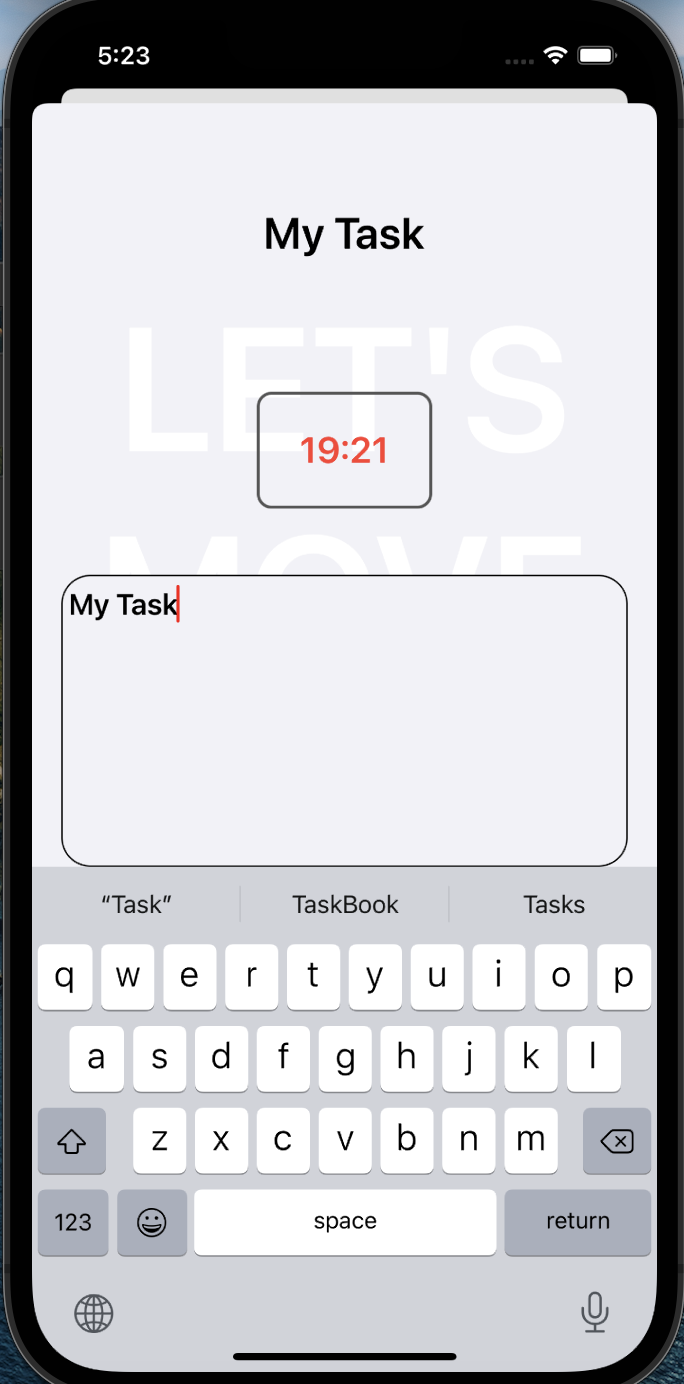 5:23
My Task
LET'S
19:21
MOVE
My Task
“Task” TaskBook Tasks
q w e r t y u i o p
a s d f g h j k l
z x c v b n m
123 space return